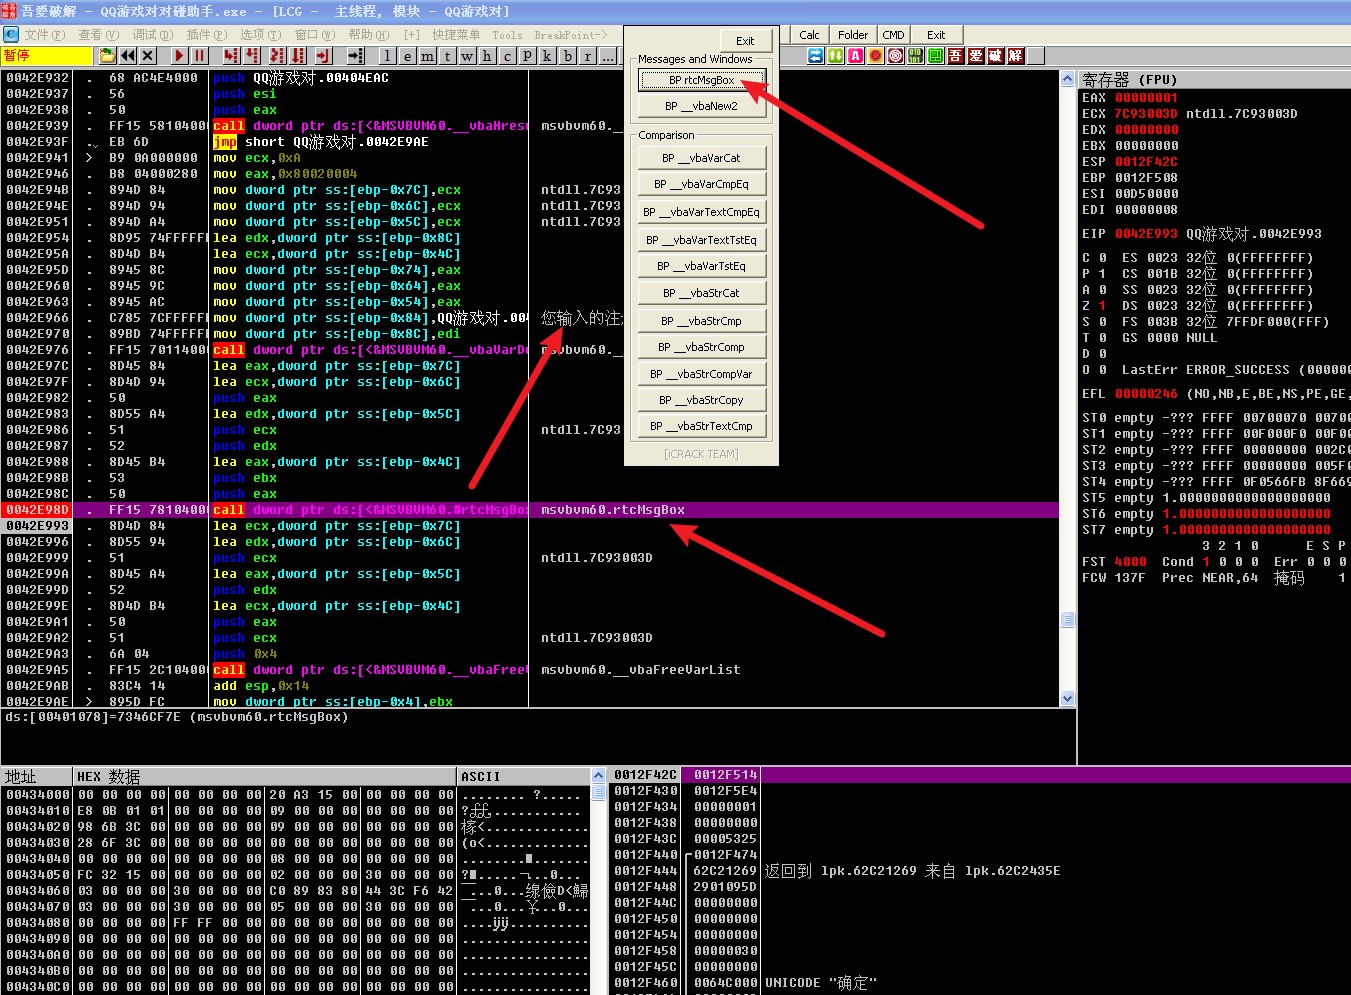 吾愛破解 - QQ游戏对对碰助手.exe - [LCG - 主线程, 模块 - QQ游戏对]
文件(F) 查看(V) 调试(D) 插件(P) 选项(T) 窗口(W) 帮助(H) [+] 快捷菜单 Tools BreakPoint->
Calc Folder CMD Exit
暂停
l e m t w h c p k b r ...
吾 爱 破 解
0042E932 . 68 AC4E4000 push QQ游戏对.00404EAC
0042E937 . 56 push esi
0042E938 . 50 push eax
0042E939 . FF15 58104000 call dword ptr ds:[<&MSVBVM60.__vbaHresu msvbvm60.
0042E93F . EB 6D jmp short QQ游戏对.0042E9AE
0042E941 > B9 0A000000 mov ecx,0xA
0042E946 . B8 04000280 mov eax,0x80020004
0042E94B . 894D 84 mov dword ptr ss:[ebp-0x7C],ecx ntdll.7C93
0042E94E . 894D 94 mov dword ptr ss:[ebp-0x6C],ecx ntdll.7C93
0042E951 . 894D A4 mov dword ptr ss:[ebp-0x5C],ecx ntdll.7C93
0042E954 . 8D95 74FFFFFF lea edx,dword ptr ss:[ebp-0x8C]
0042E95A . 8D4D B4 lea ecx,dword ptr ss:[ebp-0x4C]
0042E95D . 8945 8C mov dword ptr ss:[ebp-0x74],eax
0042E960 . 8945 9C mov dword ptr ss:[ebp-0x64],eax
0042E963 . 8945 AC mov dword ptr ss:[ebp-0x54],eax
0042E966 . C785 7CFFFFF mov dword ptr ss:[ebp-0x84],QQ游戏对.004 您输入的注
0042E970 . 89BD 74FFFFFF mov dword ptr ss:[ebp-0x8C],edi
0042E976 . FF15 70114000 call dword ptr ds:[<&MSVBVM60.__vbaVarDu msvbvm60.
0042E97C . 8D45 84 lea eax,dword ptr ss:[ebp-0x7C]
0042E97F . 8D4D 94 lea ecx,dword ptr ss:[ebp-0x6C]
0042E982 . 50 push eax
0042E983 . 8D55 A4 lea edx,dword ptr ss:[ebp-0x5C]
0042E986 . 51 push ecx ntdll.7C93
0042E987 . 52 push edx
0042E988 . 8D45 B4 lea eax,dword ptr ss:[ebp-0x4C]
0042E98B . 53 push ebx
0042E98C . 50 push eax
0042E98D . FF15 78104000 call dword ptr ds:[<&MSVBVM60.#rtcMsgBo msvbvm60.rtcMsgBox
0042E993 . 8D4D 84 lea ecx,dword ptr ss:[ebp-0x7C]
0042E996 . 8D55 94 lea edx,dword ptr ss:[ebp-0x6C]
0042E999 . 51 push ecx ntdll.7C93003D
0042E99A . 8D45 A4 lea eax,dword ptr ss:[ebp-0x5C]
0042E99D . 52 push edx
0042E99E . 8D4D B4 lea ecx,dword ptr ss:[ebp-0x4C]
0042E9A1 . 50 push eax
0042E9A2 . 51 push ecx ntdll.7C93003D
0042E9A3 . 6A 04 push 0x4
0042E9A5 . FF15 2C104000 call dword ptr ds:[<&MSVBVM60.__vbaFreeV msvbvm60.__vbaFreeVarList
0042E9AB . 83C4 14 add esp,0x14
0042E9AE > 895D FC mov dword ptr ss:[ebp-0x4],ebx
ds:[00401078]=7346CF7E (msvbvm60.rtcMsgBox)
Exit
Messages and Windows
BP rtcMsgBox
BP __vbaNew2
Comparison
BP __vbaVarCat
BP __vbaVarCmpEq
BP __vbaVarTextCmpEq
BP __vbaVarTextTstEq
BP __vbaVarTstEq
BP __vbaStrCat
BP __vbaStrCmp
BP __vbaStrComp
BP __vbaStrCompVar
BP __vbaStrCopy
BP __vbaStrTextCmp
[iCRACK TEAM]
寄存器 (FPU)
EAX 00000001
ECX 7C93003D ntdll.7C93003D
EDX 00000000
EBX 00000000
ESP 0012F42C
EBP 0012F508
ESI 00D50000
EDI 00000008
EIP 0042E993 QQ游戏对.0042E993
C 0 ES 0023 32位 0(FFFFFFFF)
P 1 CS 001B 32位 0(FFFFFFFF)
A 0 SS 0023 32位 0(FFFFFFFF)
Z 1 DS 0023 32位 0(FFFFFFFF)
S 0 FS 003B 32位 7FFDF000(FFF)
T 0 GS 0000 NULL
D 0
O 0 LastErr ERROR_SUCCESS (000000
EFL 00000246 (NO,NB,E,BE,NS,PE,GE,
ST0 empty -??? FFFF 00700070 00700
ST1 empty -??? FFFF 00F000F0 00F00
ST2 empty -??? FFFF 00000000 002C0
ST3 empty -??? FFFF 00000000 005F0
ST4 empty -??? FFFF 0F0566FB 8F669
ST5 empty 1.0000000000000000000
ST6 empty 1.0000000000000000000
ST7 empty 1.0000000000000000000
3 2 1 0 E S P
FST 4000 Cond 1 0 0 0 Err 0 0 0
FCW 137F Prec NEAR,64 掩码 1
地址 HEX 数据 ASCII
00434000 00 00 00 00 00 00 00 00 20 A3 15 00 00 00 00 00
00434010 E8 0B 01 01 00 00 00 00 09 00 00 00 00 00 00 00
00434020 98 6B 3C 00 00 00 00 00 09 00 00 00 00 00 00 00
00434030 28 6F 3C 00 00 00 00 00 00 00 00 00 00 00 00 00
00434040 00 00 00 00 00 00 00 00 08 00 00 00 00 00 00 00
00434050 FC 32 15 00 00 00 00 00 02 00 00 00 30 00 00 00
00434060 03 00 00 00 30 00 00 00 C0 89 83 80 44 3C F6 42
00434070 03 00 00 00 30 00 00 00 05 00 00 00 30 00 00 00
00434080 00 00 00 00 FF FF 00 00 00 00 00 00 00 00 00 00
00434090 00 00 00 00 00 00 00 00 00 00 00 00 00 00 00 00
004340A0 00 00 00 00 00 00 00 00 00 00 00 00 00 00 00 00
004340B0 00 00 00 00 00 00 00 00 00 00 00 00 00 00 00 00
004340C0 00 00 00 00 00 00 00 00 00 00 00 00 00 00 00 00
0012F42C 0012F514
0012F430 0012F5E4
0012F434 00000001
0012F438 00000000
0012F43C 00005325
0012F440 0012F474
0012F444 62C21269 返回到 lpk.62C21269 来自 lpk.62C2435E
0012F448 2901095D
0012F44C 00000000
0012F450 00000000
0012F454 00000000
0012F458 00000030
0012F45C 00000000
0012F460 0064C000 UNICODE "确定"